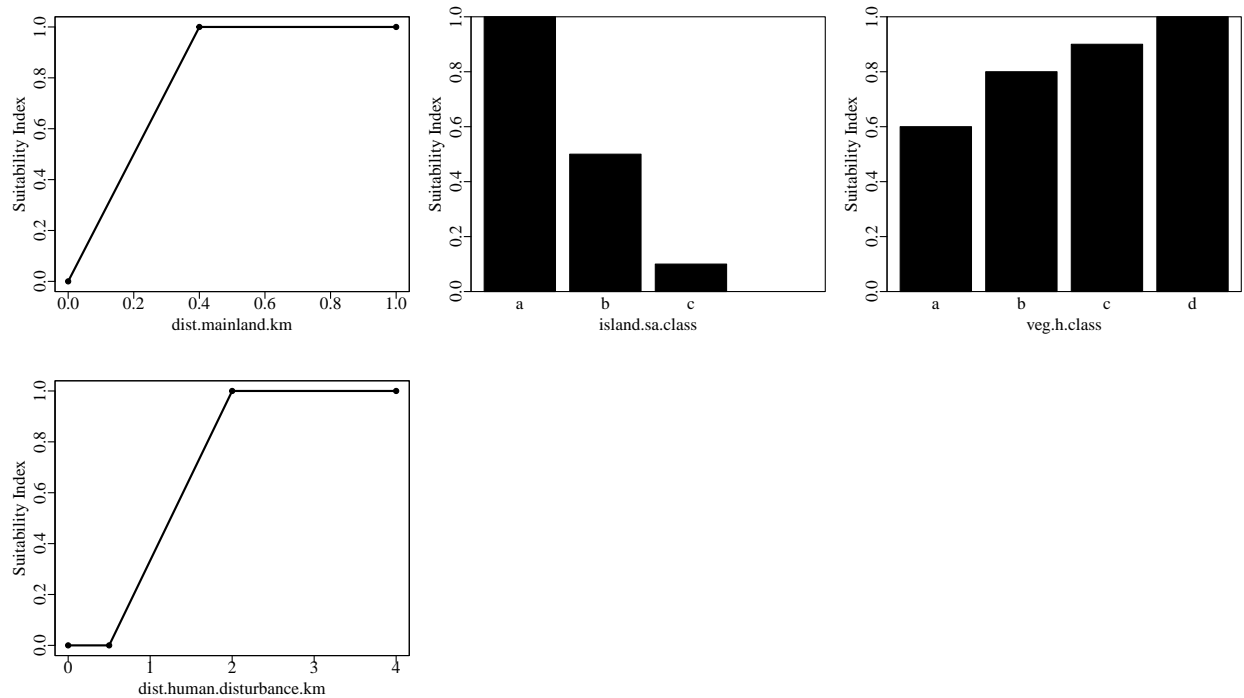 Suitability Index
0.0 0.2 0.4 0.6 0.8 1.0
0.0 0.2 0.4 0.6 0.8 1.0
dist.mainland.km
Suitability Index
0.0 0.2 0.4 0.6 0.8 1.0
a b c
island.sa.class
Suitability Index
0.0 0.2 0.4 0.6 0.8 1.0
a b c d
veg.h.class
Suitability Index
0.0 0.2 0.4 0.6 0.8 1.0
0 1 2 3 4
dist.human.disturbance.km